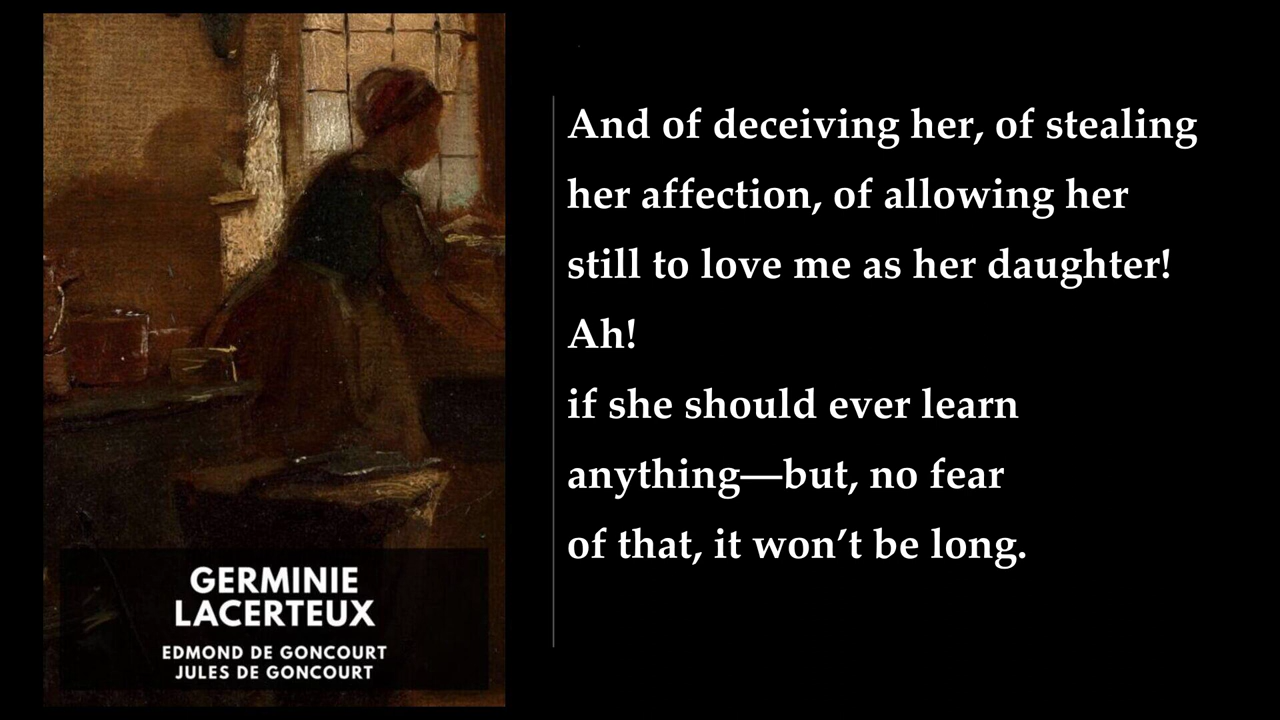 GERMINIE
LACERTEUX
EDMOND DE GONCOURT
JULES DE GONCOURT
And of deceiving her, of stealing
her affection, of allowing her
still to love me as her daughter!
Ah!
if she should ever learn
anything—but, no fear
of that, it won’t be long.